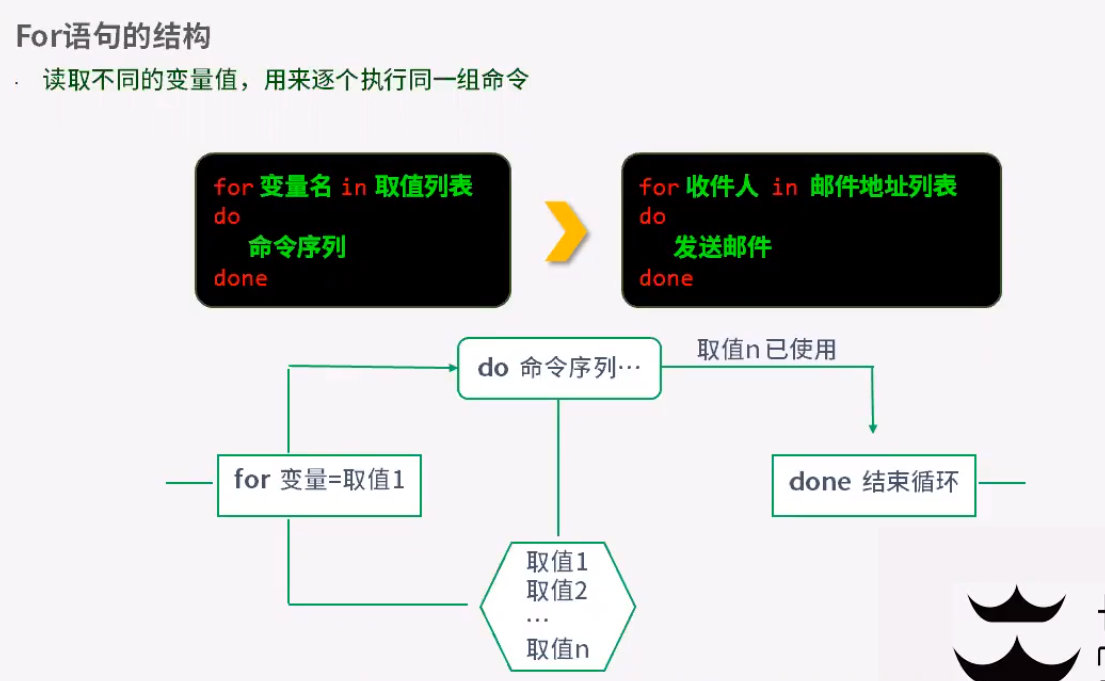 For语句的结构
· 读取不同的变量值，用来逐个执行同一组命令
for 变量名 in 取值列表
do
命令序列
done
for 收件人 in 邮件地址列表
do
发送邮件
done
do 命令序列…
取值n已使用
for 变量=取值1
done 结束循环
取值1
取值2
…
取值n